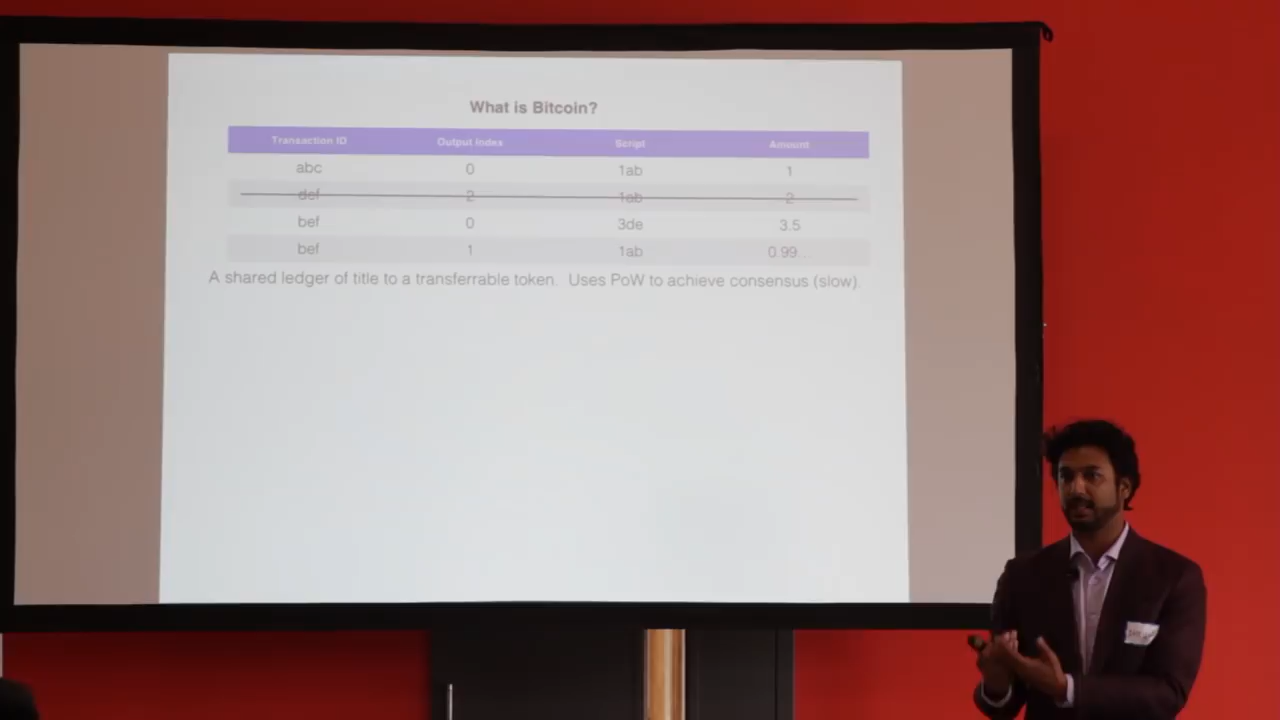 What is Bitcoin?
Transaction ID Output Index Script Amount
abc 0 1ab 1
def 2 1ab 2
bef 0 3de 3.5
bef 1 1ab 0.99...
A shared ledger of title to a transferrable token. Uses PoW to achieve consensus (slow).